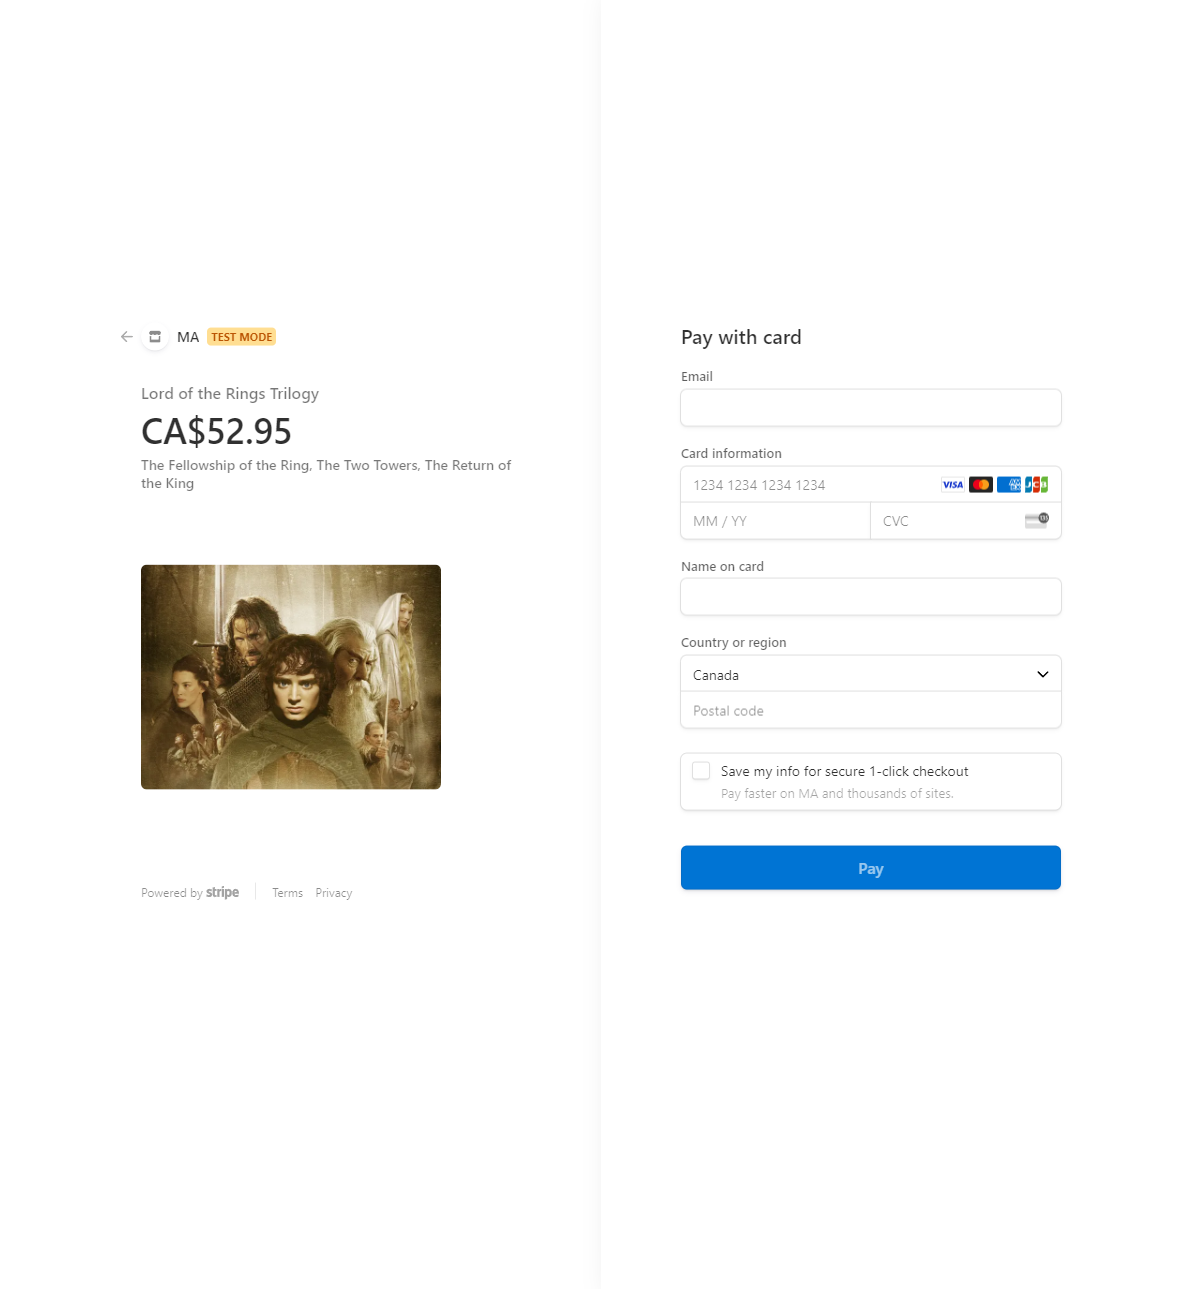 MA TEST MODE
Lord of the Rings Trilogy
CA$52.95
The Fellowship of the Ring, The Two Towers, The Return of
the King
Powered by stripe
Terms Privacy
Pay with card
Email
Card information
1234 1234 1234 1234 VISA
MM / YY CVC
Name on card
Country or region
Canada
Postal code
Save my info for secure 1-click checkout
Pay faster on MA and thousands of sites.
Pay